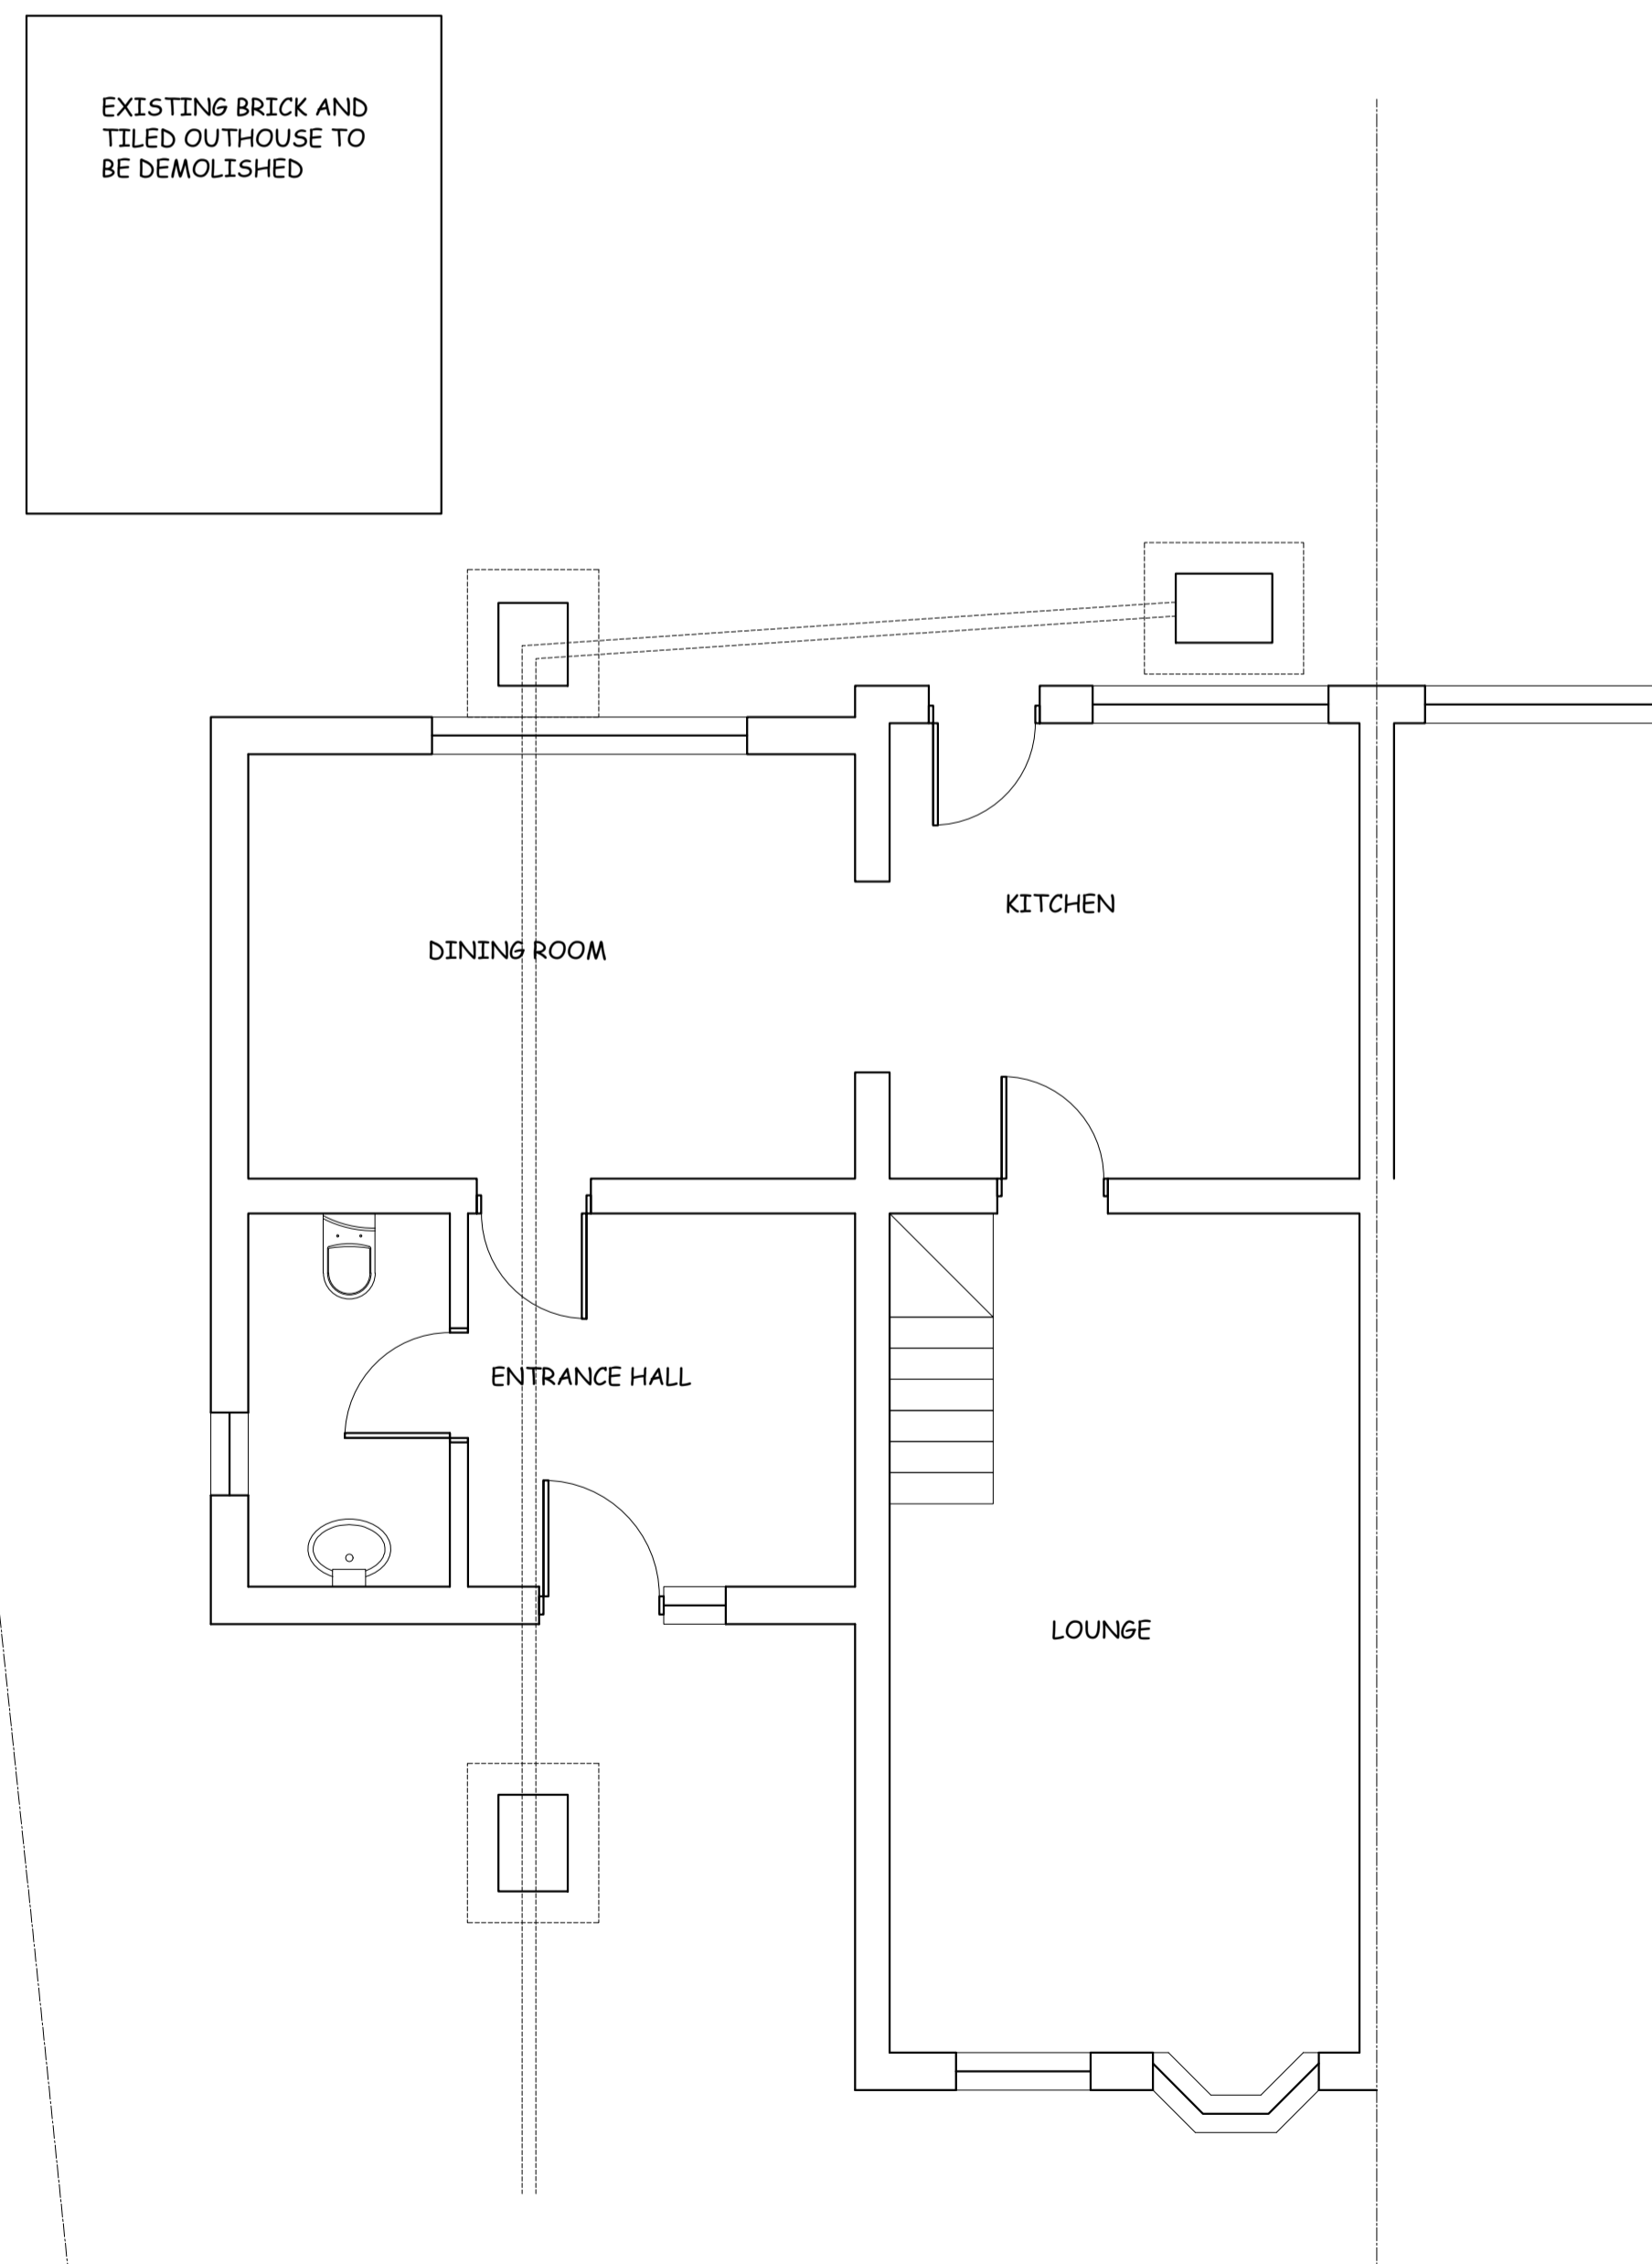 EXISTING BRICK AND
TILED OUTHOUSE TO
BE DEMOLISHED
KITCHEN
DINING ROOM
ENTRANCE HALL
LOUNGE